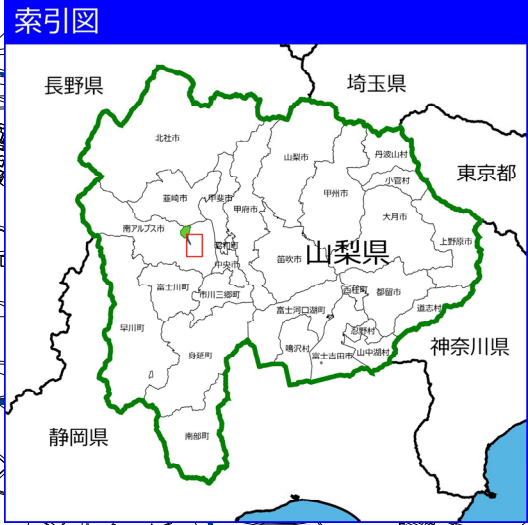 索引図
長野県
埼玉県
北杜市
山梨市
丹波山村
東京都
小菅村
韮崎市
甲斐市
甲府市
甲州市
大月市
南アルプス市
昭和町
山梨県
上野原市
中央市
笛吹市
富士川町
市川三郷町
西桂町
都留市
道志村
富士河口湖町
早川町
忍野村
神奈川県
鳴沢村
富士吉田市
山中湖村
身延町
静岡県
南部町